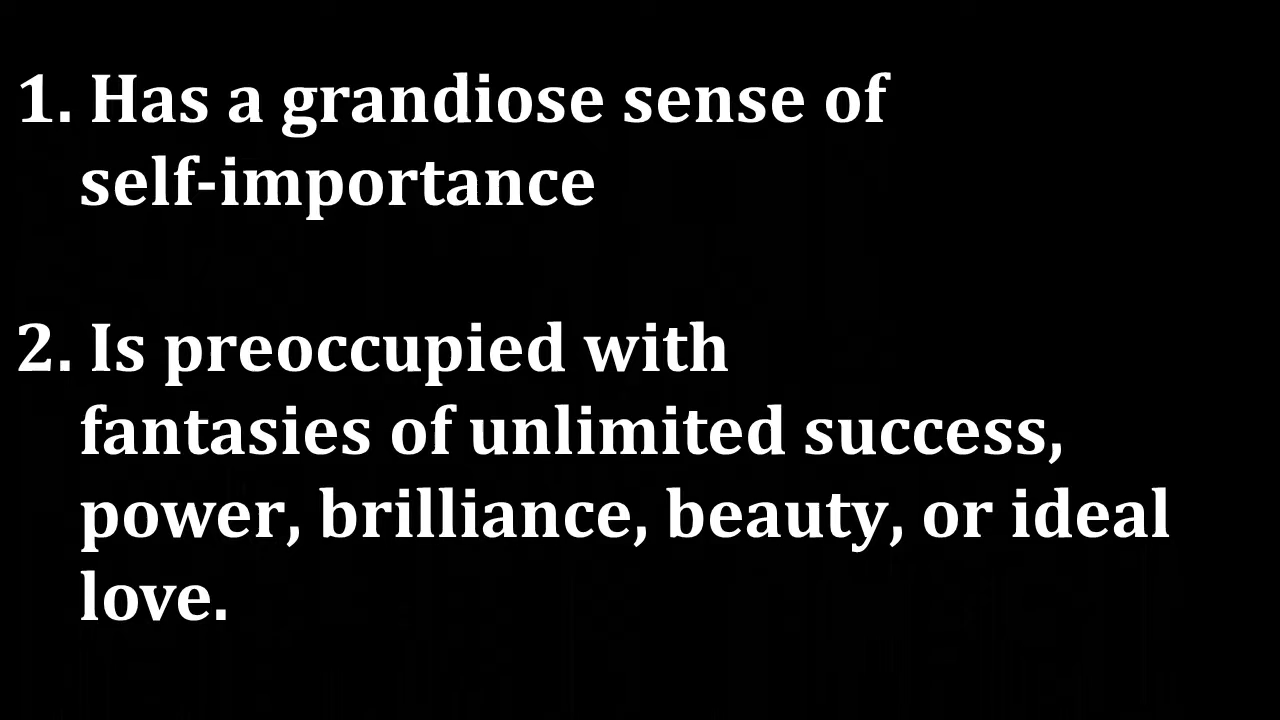 1. Has a grandiose sense of
self-importance
2. Is preoccupied with
fantasies of unlimited success,
power, brilliance, beauty, or ideal
love.